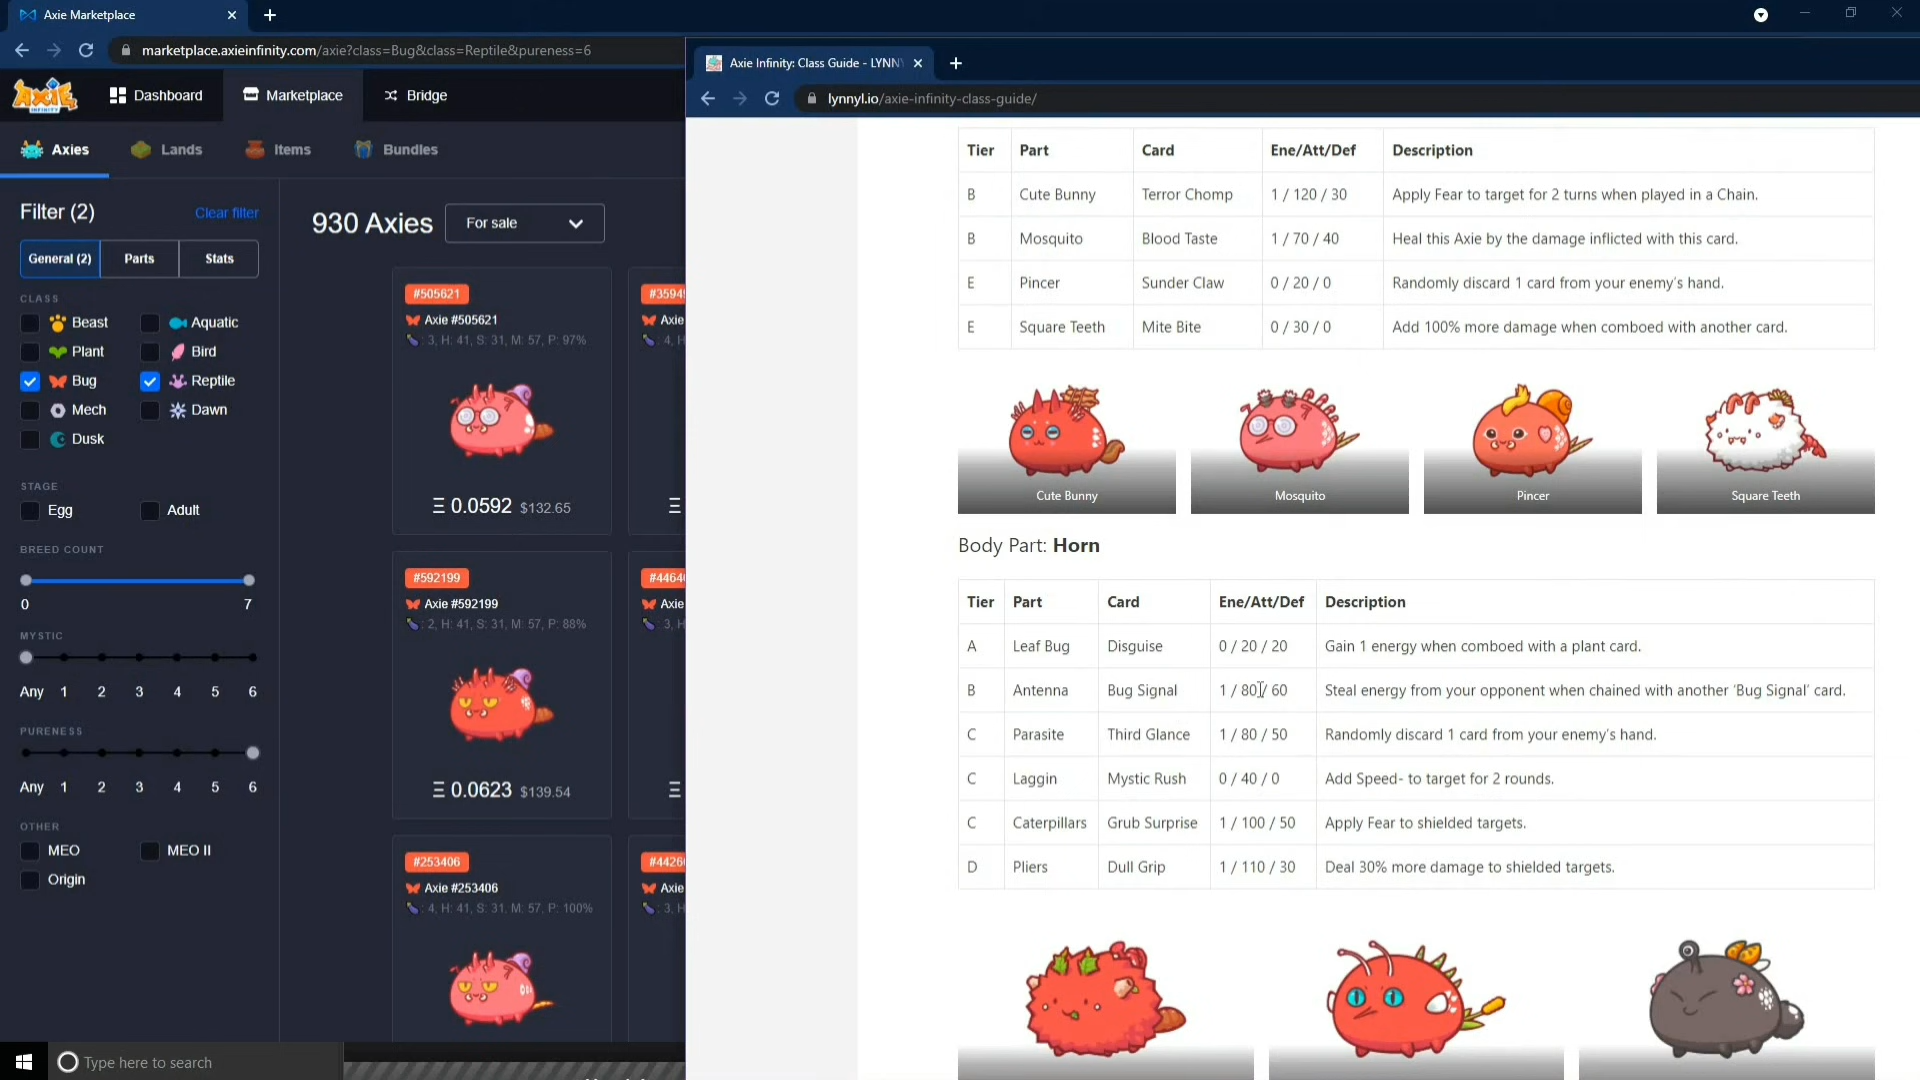 Axie Marketplace
marketplace.axieinfinity.com/axie?class=Bug&class=Reptile&pureness=6
AXIE
INFINITY
Dashboard
Marketplace
Bridge
Axies
Lands
Items
Bundles
Filter (2)
Clear filter
General (2)
Parts
Stats
CLASS
Beast
Aquatic
Plant
Bird
Bug
Reptile
Mech
Dawn
Dusk
STAGE
Egg
Adult
BREED COUNT
0
7
MYSTIC
Any 1 2 3 4 5 6
PURENESS
Any 1 2 3 4 5 6
OTHER
MEO
MEO II
Origin
930 Axies
For sale
#505621
Axie #505621
: 3, H: 41, S: 31, M: 57, P: 97%
Ξ 0.0592 $132.65
#592199
Axie #592199
: 2, H: 41, S: 31, M: 57, P: 88%
Ξ 0.0623 $139.54
#253406
Axie #253406
: 4, H: 41, S: 31, M: 57, P: 100%
#3594
Axie
: 4, H
Ξ
#4464
Axie
: 3, H
Ξ
#4426
Axie
: 3, H
Type here to search
Axie Infinity: Class Guide - LYNN
lynnyl.io/axie-infinity-class-guide/
Tier Part Card Ene/Att/Def Description
B Cute Bunny Terror Chomp 1 / 120 / 30 Apply Fear to target for 2 turns when played in a Chain.
B Mosquito Blood Taste 1 / 70 / 40 Heal this Axie by the damage inflicted with this card.
E Pincer Sunder Claw 0 / 20 / 0 Randomly discard 1 card from your enemy's hand.
E Square Teeth Mite Bite 0 / 30 / 0 Add 100% more damage when comboed with another card.
Cute Bunny
Mosquito
Pincer
Square Teeth
Body Part: Horn
Tier Part Card Ene/Att/Def Description
A Leaf Bug Disguise 0 / 20 / 20 Gain 1 energy when comboed with a plant card.
B Antenna Bug Signal 1 / 80 / 60 Steal energy from your opponent when chained with another 'Bug Signal' card.
C Parasite Third Glance 1 / 80 / 50 Randomly discard 1 card from your enemy's hand.
C Laggin Mystic Rush 0 / 40 / 0 Add Speed- to target for 2 rounds.
C Caterpillars Grub Surprise 1 / 100 / 50 Apply Fear to shielded targets.
D Pliers Dull Grip 1 / 110 / 30 Deal 30% more damage to shielded targets.